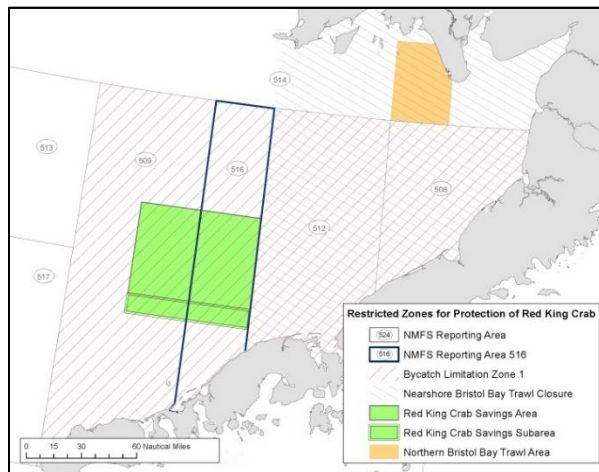 514
513
509
516
508
512
517
Restricted Zones for Protection of Red King Crab
524 NMFS Reporting Area
516 NMFS Reporting Area 516
Bycatch Limitation Zone 1
Nearshore Bristol Bay Trawl Closure
Red King Crab Savings Area
Red King Crab Savings Subarea
Northern Bristol Bay Trawl Area
0 15 30 60 Nautical Miles